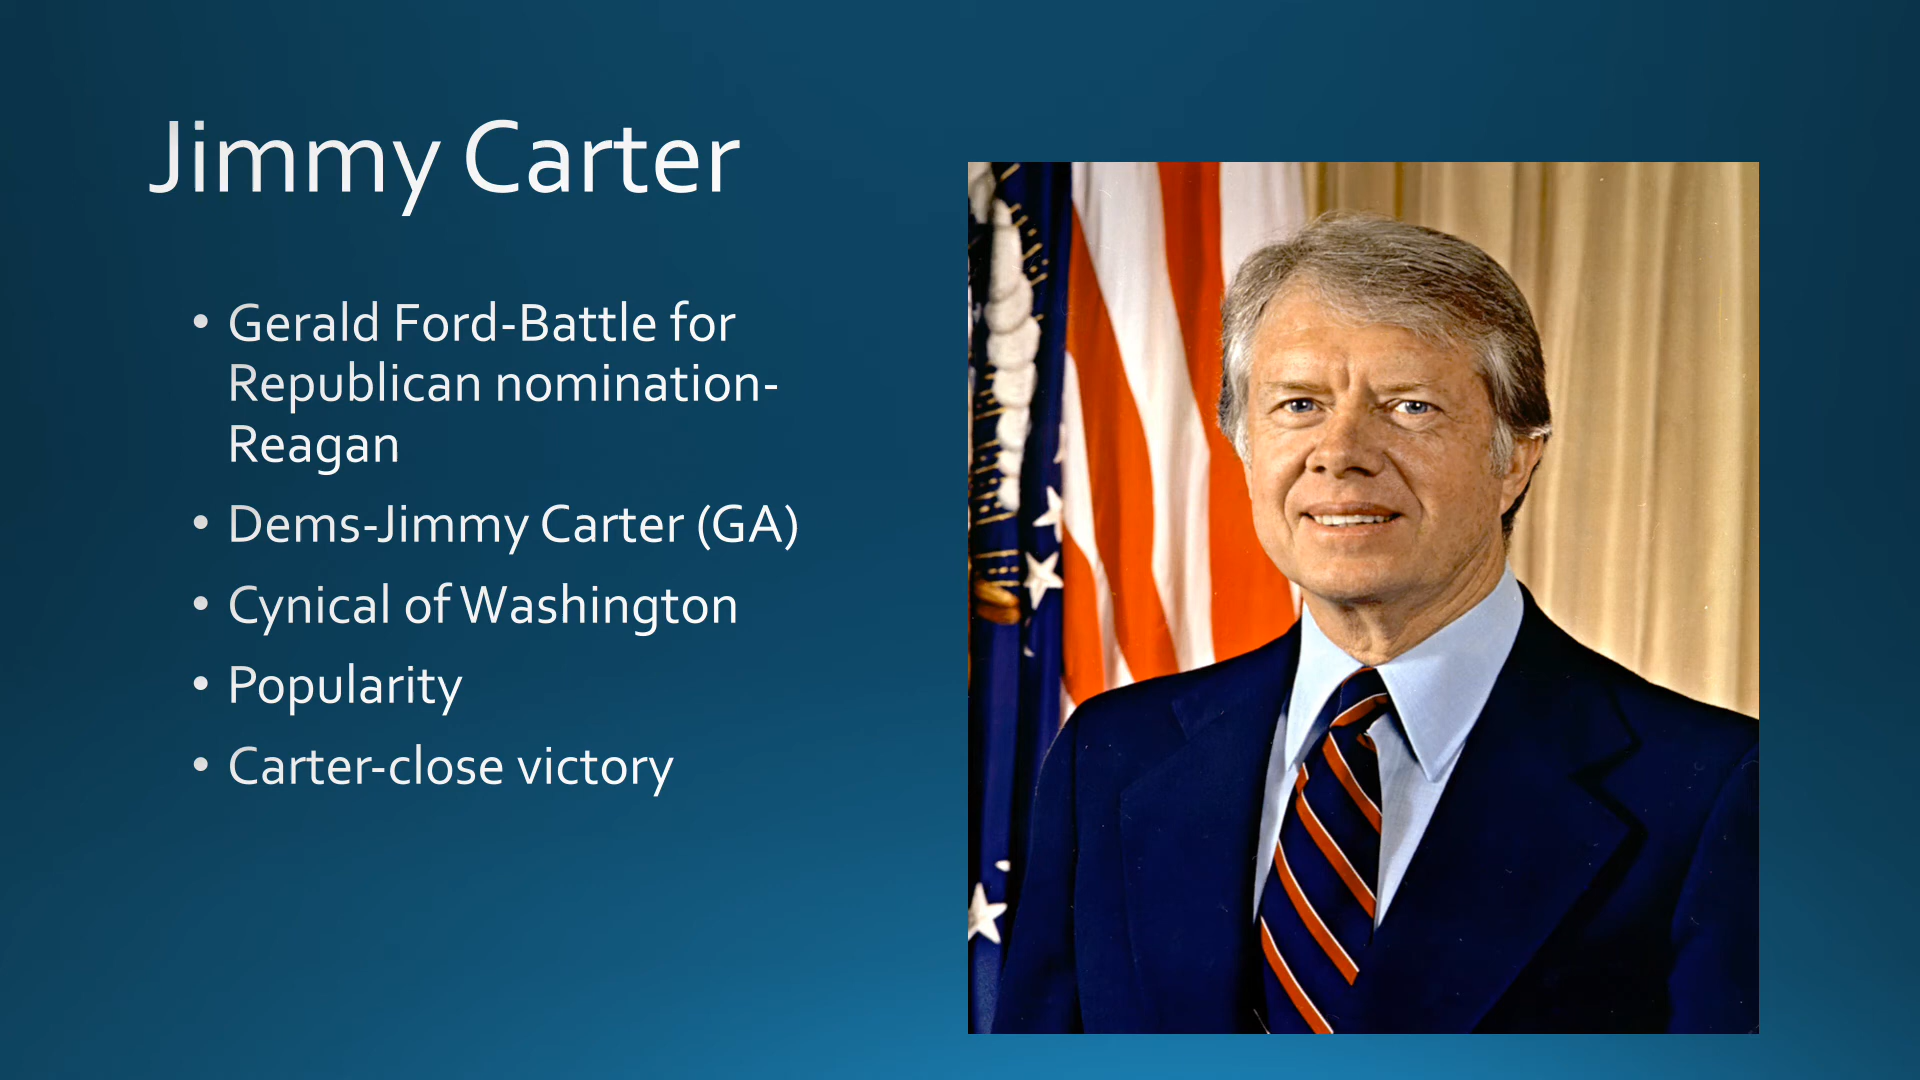 Jimmy Carter
• Gerald Ford-Battle for
Republican nomination-
Reagan
• Dems-Jimmy Carter (GA)
• Cynical of Washington
• Popularity
• Carter-close victory